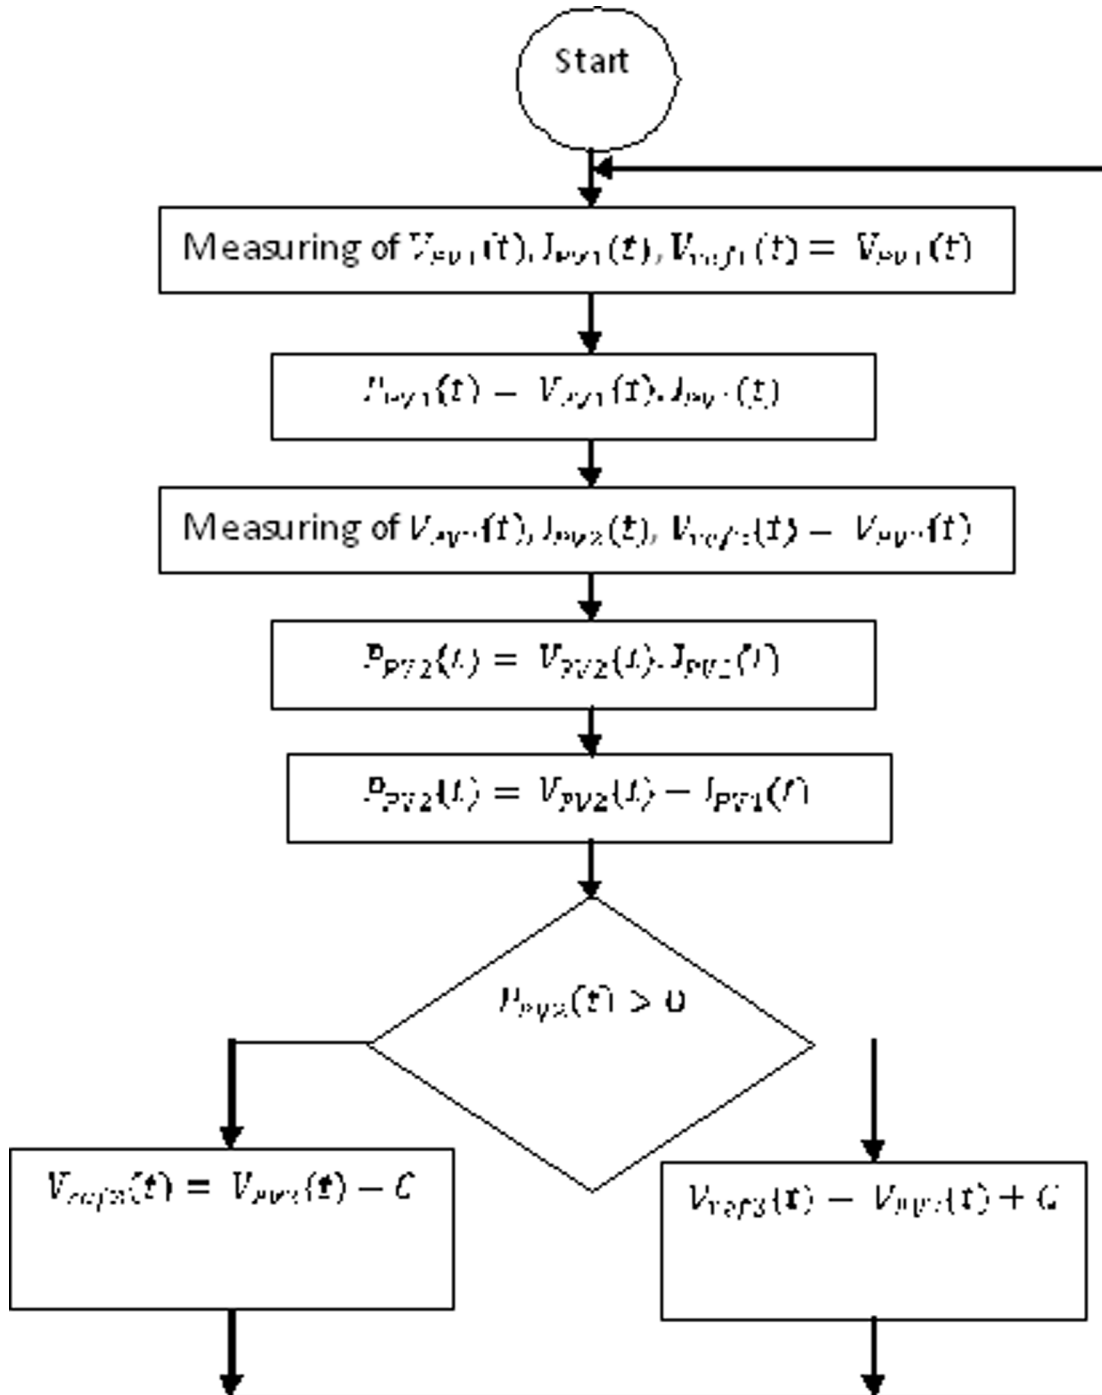 Start
Measuring of V_PV1(t), I_PV1(t), V_ref1(t) = V_PV1(t)
P_PV1(t) = V_PV1(t). I_PV1(t)
Measuring of V_PV2(t), I_PV2(t), V_ref2(t) = V_PV2(t)
P_PV2(t) = V_PV2(t). I_PV2(t)
P_PV2(t) = V_PV2(t) − I_PV1(t)
P_PV2(t) > 0
V_ref3(t) = V_PV2(t) − C
V_ref3(t) = V_PV2(t) + C